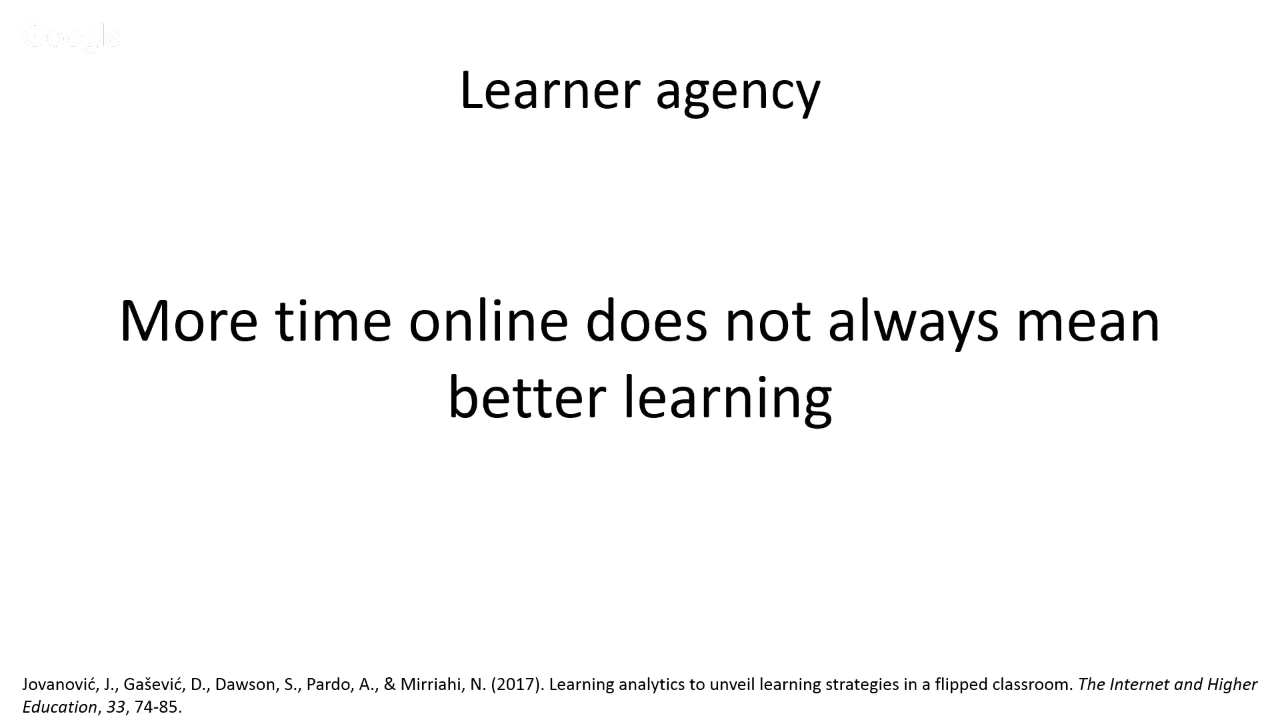 Google
Learner agency
More time online does not always mean
better learning
Jovanović, J., Gašević, D., Dawson, S., Pardo, A., & Mirriahi, N. (2017). Learning analytics to unveil learning strategies in a flipped classroom. The Internet and Higher
Education, 33, 74-85.